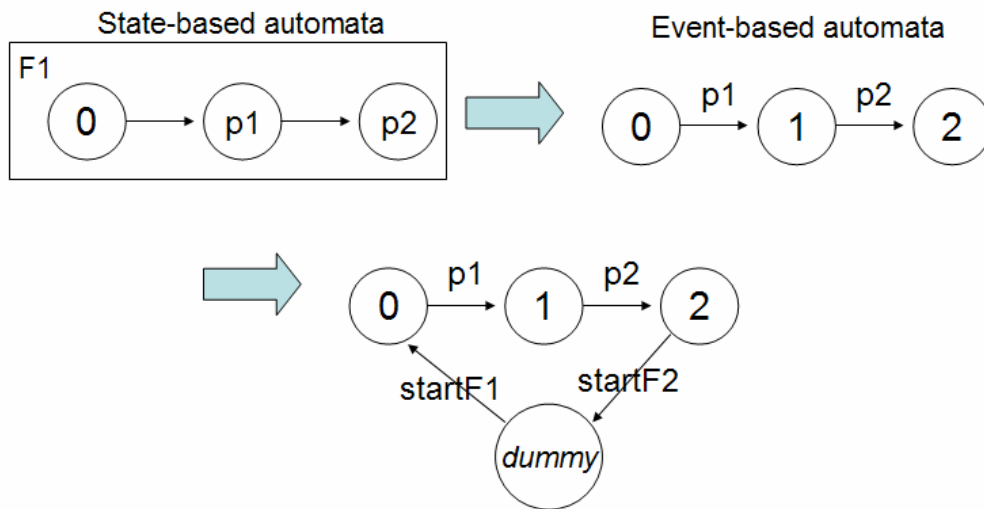 State-based automata
Event-based automata
F1
0
p1
p2
p1
p2
0
1
2
p1
p2
0
1
2
startF1
startF2
dummy